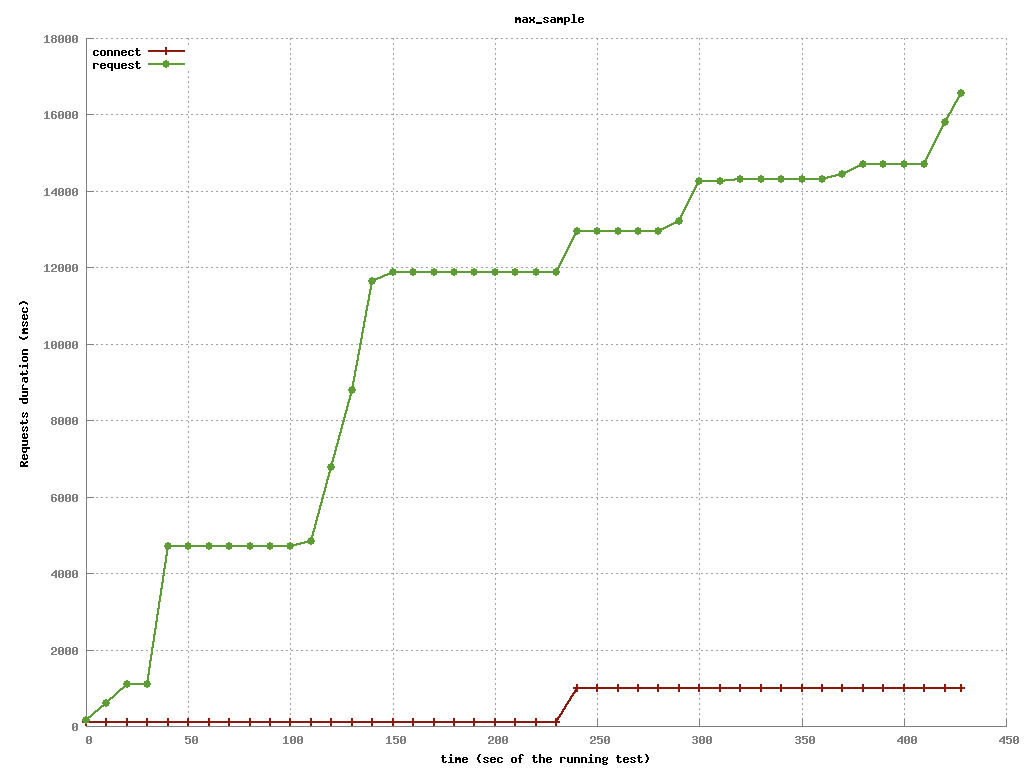 max_sample
connect
request
18000
16000
14000
12000
10000
8000
6000
4000
2000
0
Requests duration (msec)
0 50 100 150 200 250 300 350 400 450
time (sec of the running test)